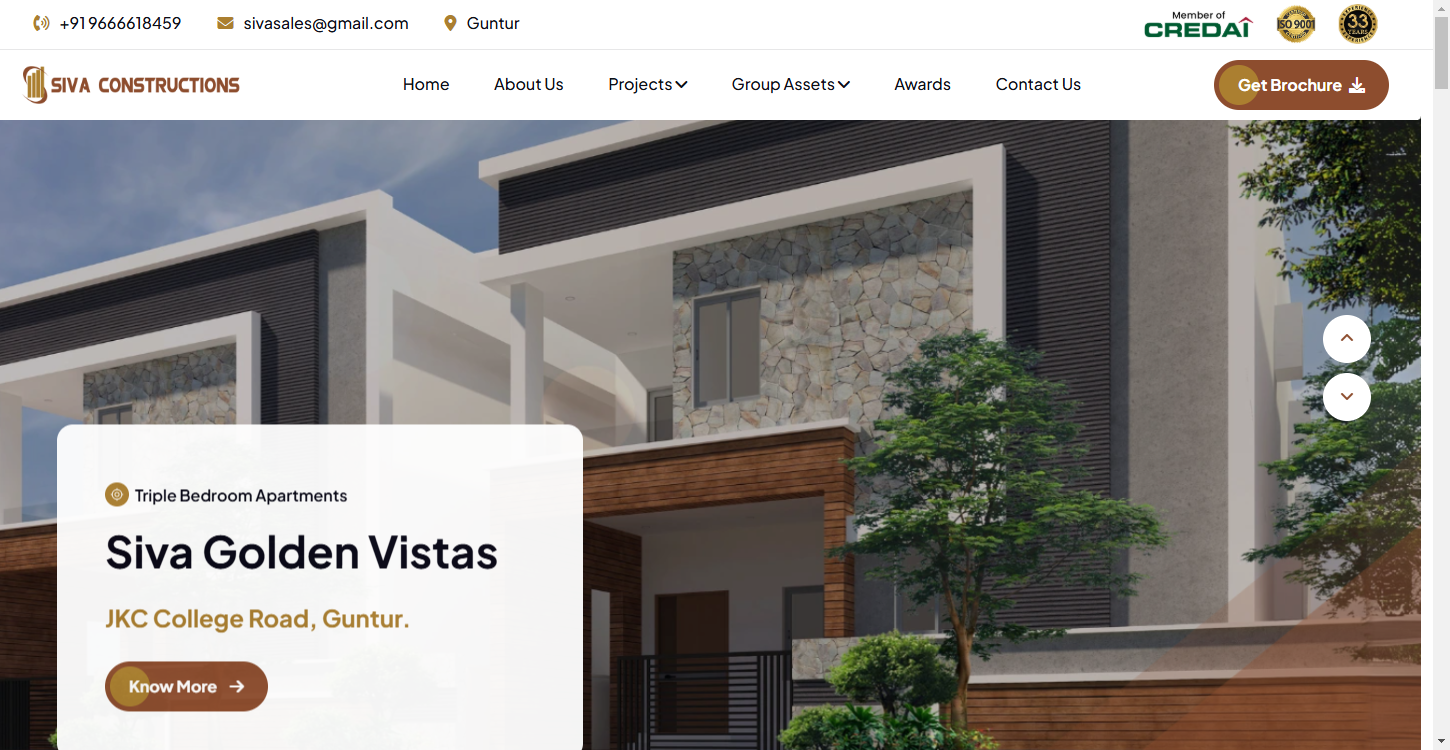 +91 9666618459
sivasales@gmail.com
Guntur
Member of
CREDAI
ISO 9001
EXPERIENCE
33
YEARS
EXPERIENCE
SIVA CONSTRUCTIONS
Home
About Us
Projects
Group Assets
Awards
Contact Us
Get Brochure
Triple Bedroom Apartments
Siva Golden Vistas
JKC College Road, Guntur.
Know More